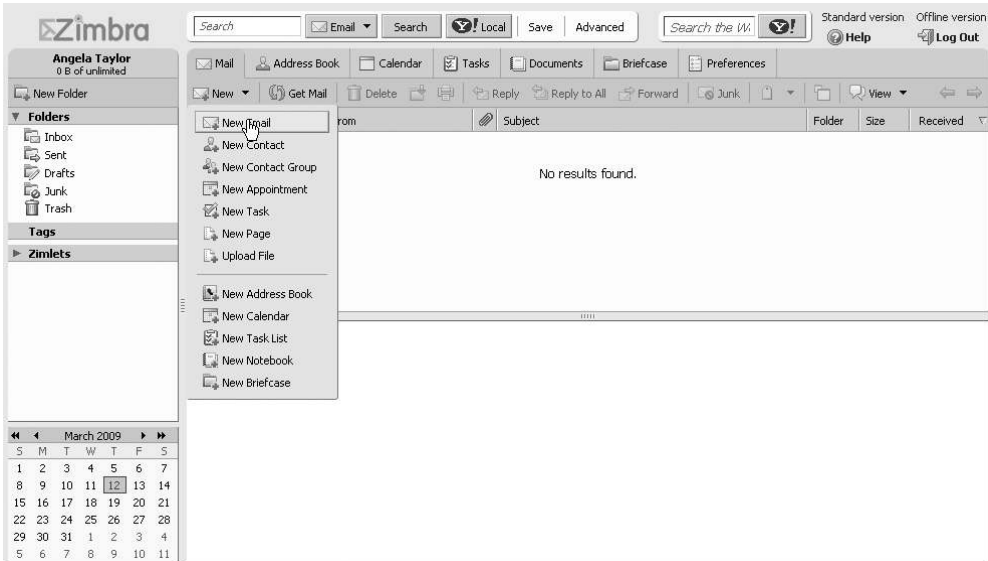 Zimbra
Search Email Search Y! Local Save Advanced Search the W Y! Standard version Offline version
Help Log Out
Angela Taylor
0 B of unlimited
Mail Address Book Calendar Tasks Documents Briefcase Preferences
New Folder
New Get Mail Delete Reply Reply to All Forward Junk View
Folders
Inbox
Sent
Drafts
Junk
Trash
Tags
Zimlets
rom Subject Folder Size Received
No results found.
New Email
New Contact
New Contact Group
New Appointment
New Task
New Page
Upload File
New Address Book
New Calendar
New Task List
New Notebook
New Briefcase
March 2009
S M T W T F S
1 2 3 4 5 6 7
8 9 10 11 12 13 14
15 16 17 18 19 20 21
22 23 24 25 26 27 28
29 30 31 1 2 3 4
5 6 7 8 9 10 11